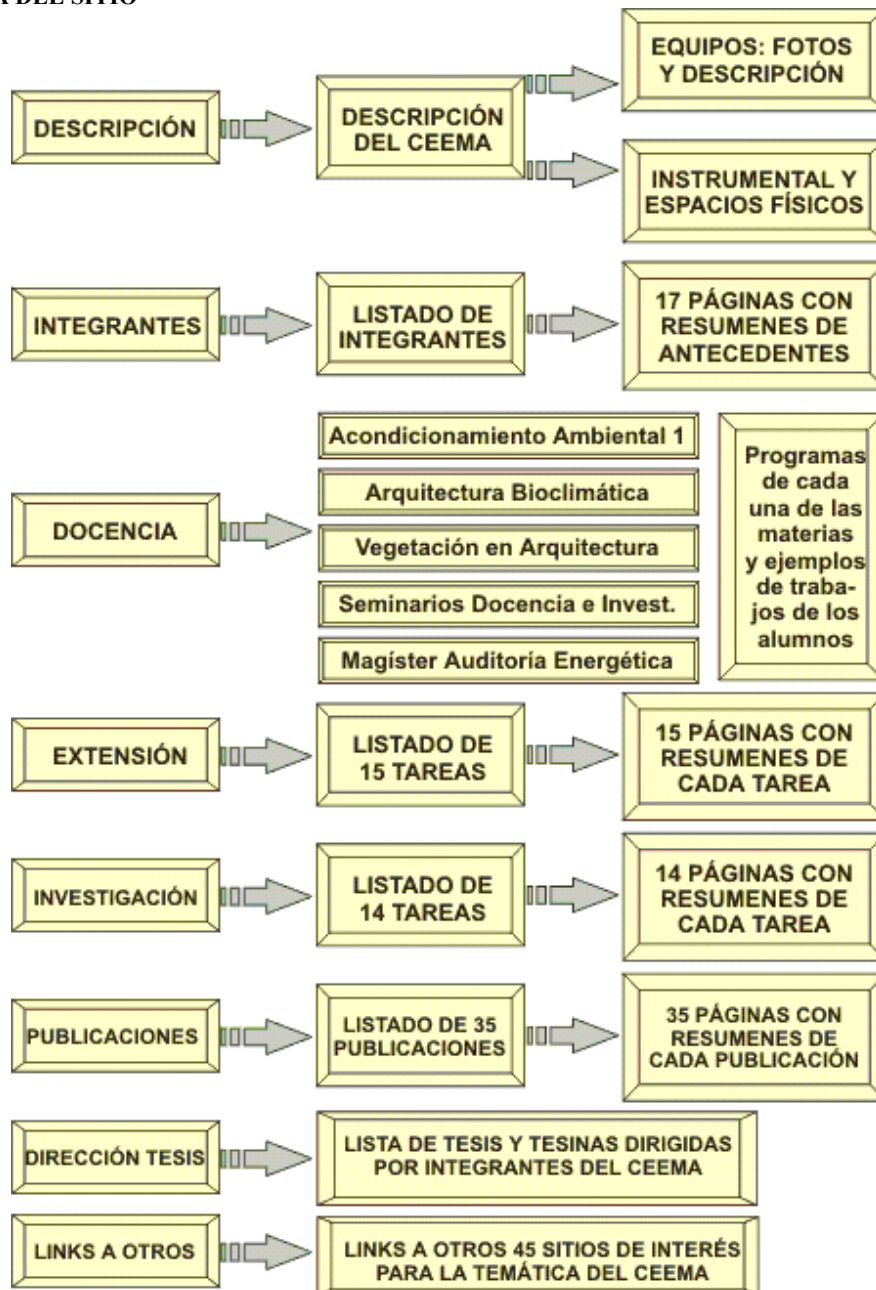 DEL SITIO
DESCRIPCIÓN
DESCRIPCIÓN
DEL CEEMA
EQUIPOS: FOTOS
Y DESCRIPCIÓN
INSTRUMENTAL Y
ESPACIOS FÍSICOS
INTEGRANTES
LISTADO DE
INTEGRANTES
17 PÁGINAS CON
RESUMENES DE
ANTECEDENTES
DOCENCIA
Acondicionamiento Ambiental 1
Arquitectura Bioclimática
Vegetación en Arquitectura
Seminarios Docencia e Invest.
Magíster Auditoría Energética
Programas
de cada
una de las
materias
y ejemplos
de traba-
jos de los
alumnos
EXTENSIÓN
LISTADO DE
15 TAREAS
15 PÁGINAS CON
RESUMENES DE
CADA TAREA
INVESTIGACIÓN
LISTADO DE
14 TAREAS
14 PÁGINAS CON
RESUMENES DE
CADA TAREA
PUBLICACIONES
LISTADO DE 35
PUBLICACIONES
35 PÁGINAS CON
RESUMENES DE
CADA PUBLICACIÓN
DIRECCIÓN TESIS
LISTA DE TESIS Y TESINAS DIRIGIDAS
POR INTEGRANTES DEL CEEMA
LINKS A OTROS
LINKS A OTROS 45 SITIOS DE INTERÉS
PARA LA TEMÁTICA DEL CEEMA